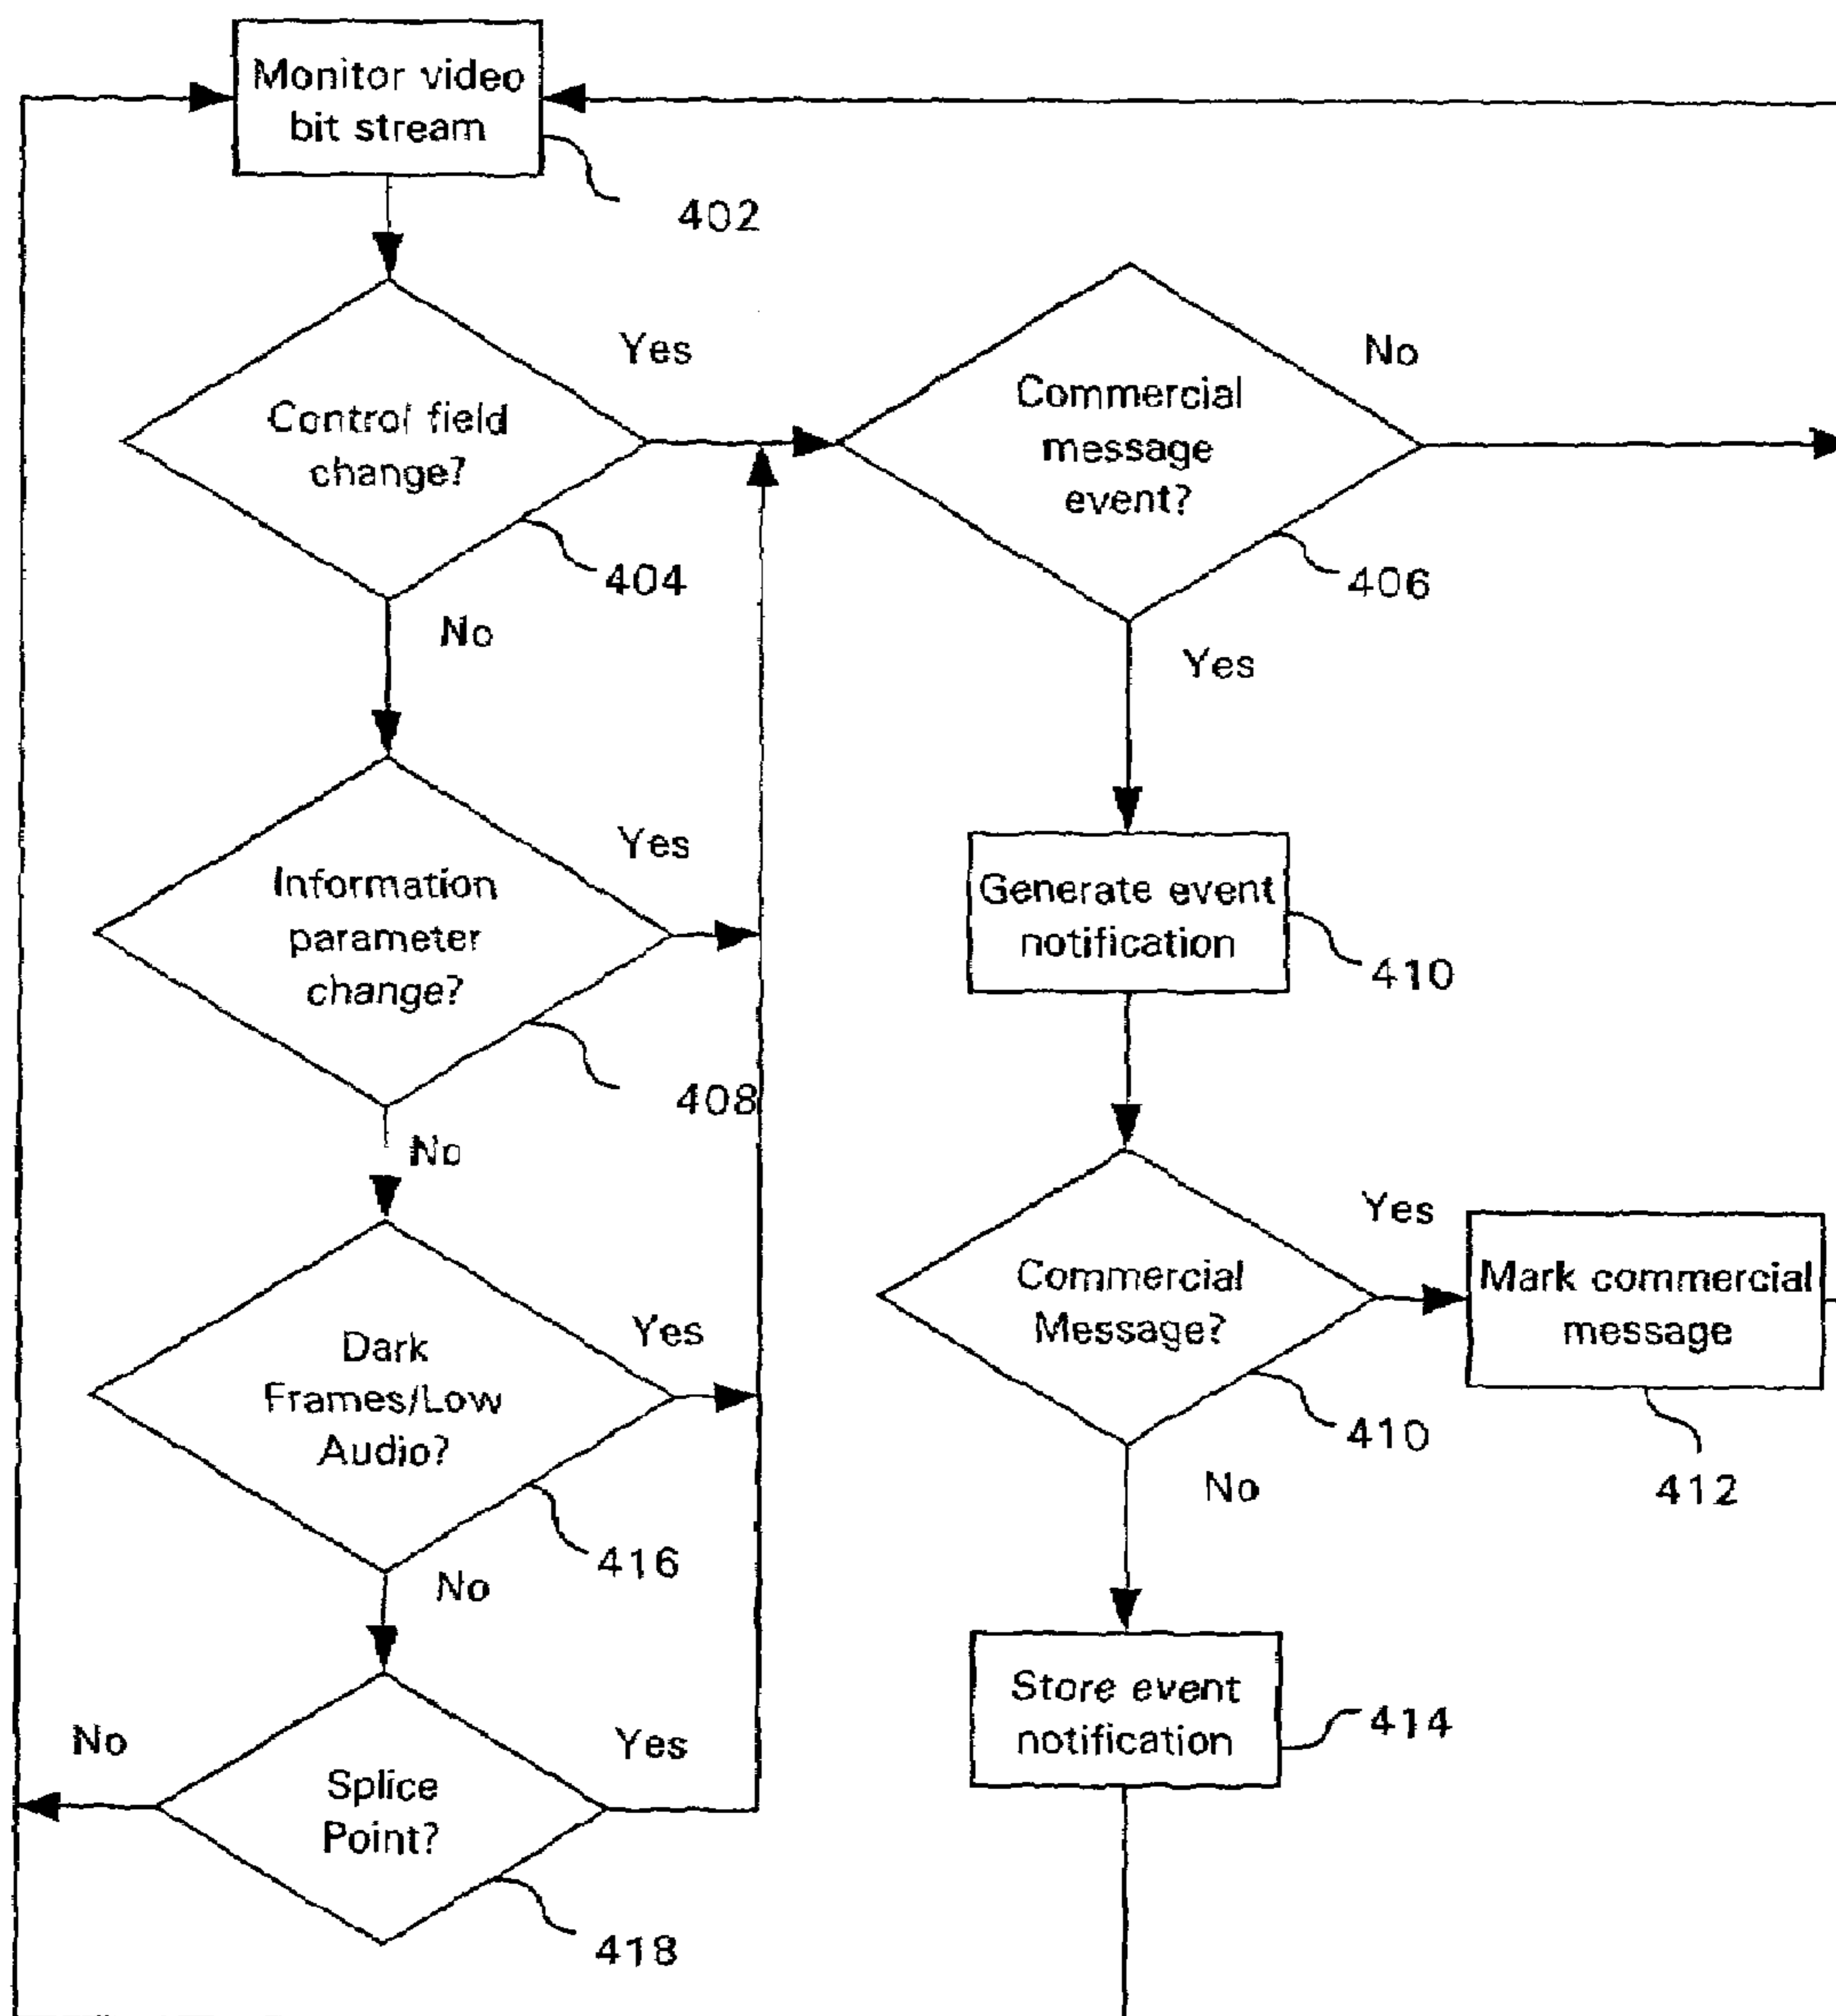 Monitor video
bit stream
402
Control field
change?
Yes
404
No
Commercial
message
event?
No
406
Yes
Information
parameter
change?
Yes
408
No
Generate event
notification
410
Dark
Frames/Low
Audio?
Yes
416
No
Commercial
Message?
Yes
410
No
Mark commercial
message
412
Splice
Point?
No
Yes
418
Store event
notification
414